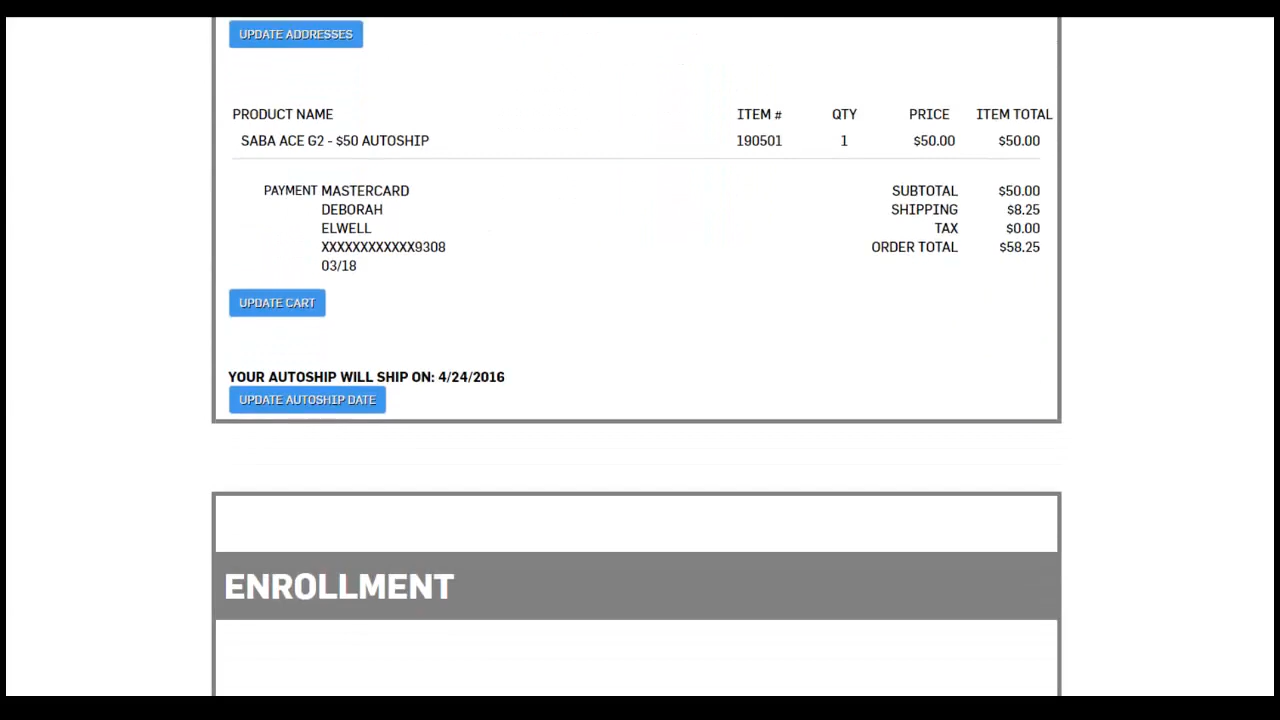 UPDATE ADDRESSES
PRODUCT NAME ITEM # QTY PRICE ITEM TOTAL
SABA ACE G2 - $50 AUTOSHIP 190501 1 $50.00 $50.00
PAYMENT MASTERCARD SUBTOTAL $50.00
DEBORAH SHIPPING $8.25
ELWELL TAX $0.00
XXXXXXXXXXXX9308 ORDER TOTAL $58.25
03/18
UPDATE CART
YOUR AUTOSHIP WILL SHIP ON: 4/24/2016
UPDATE AUTOSHIP DATE
ENROLLMENT